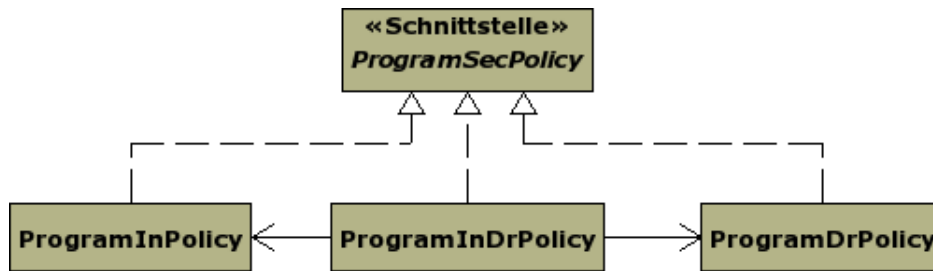 «Schnittstelle»
ProgramSecPolicy
ProgramInPolicy
ProgramInDrPolicy
ProgramDrPolicy